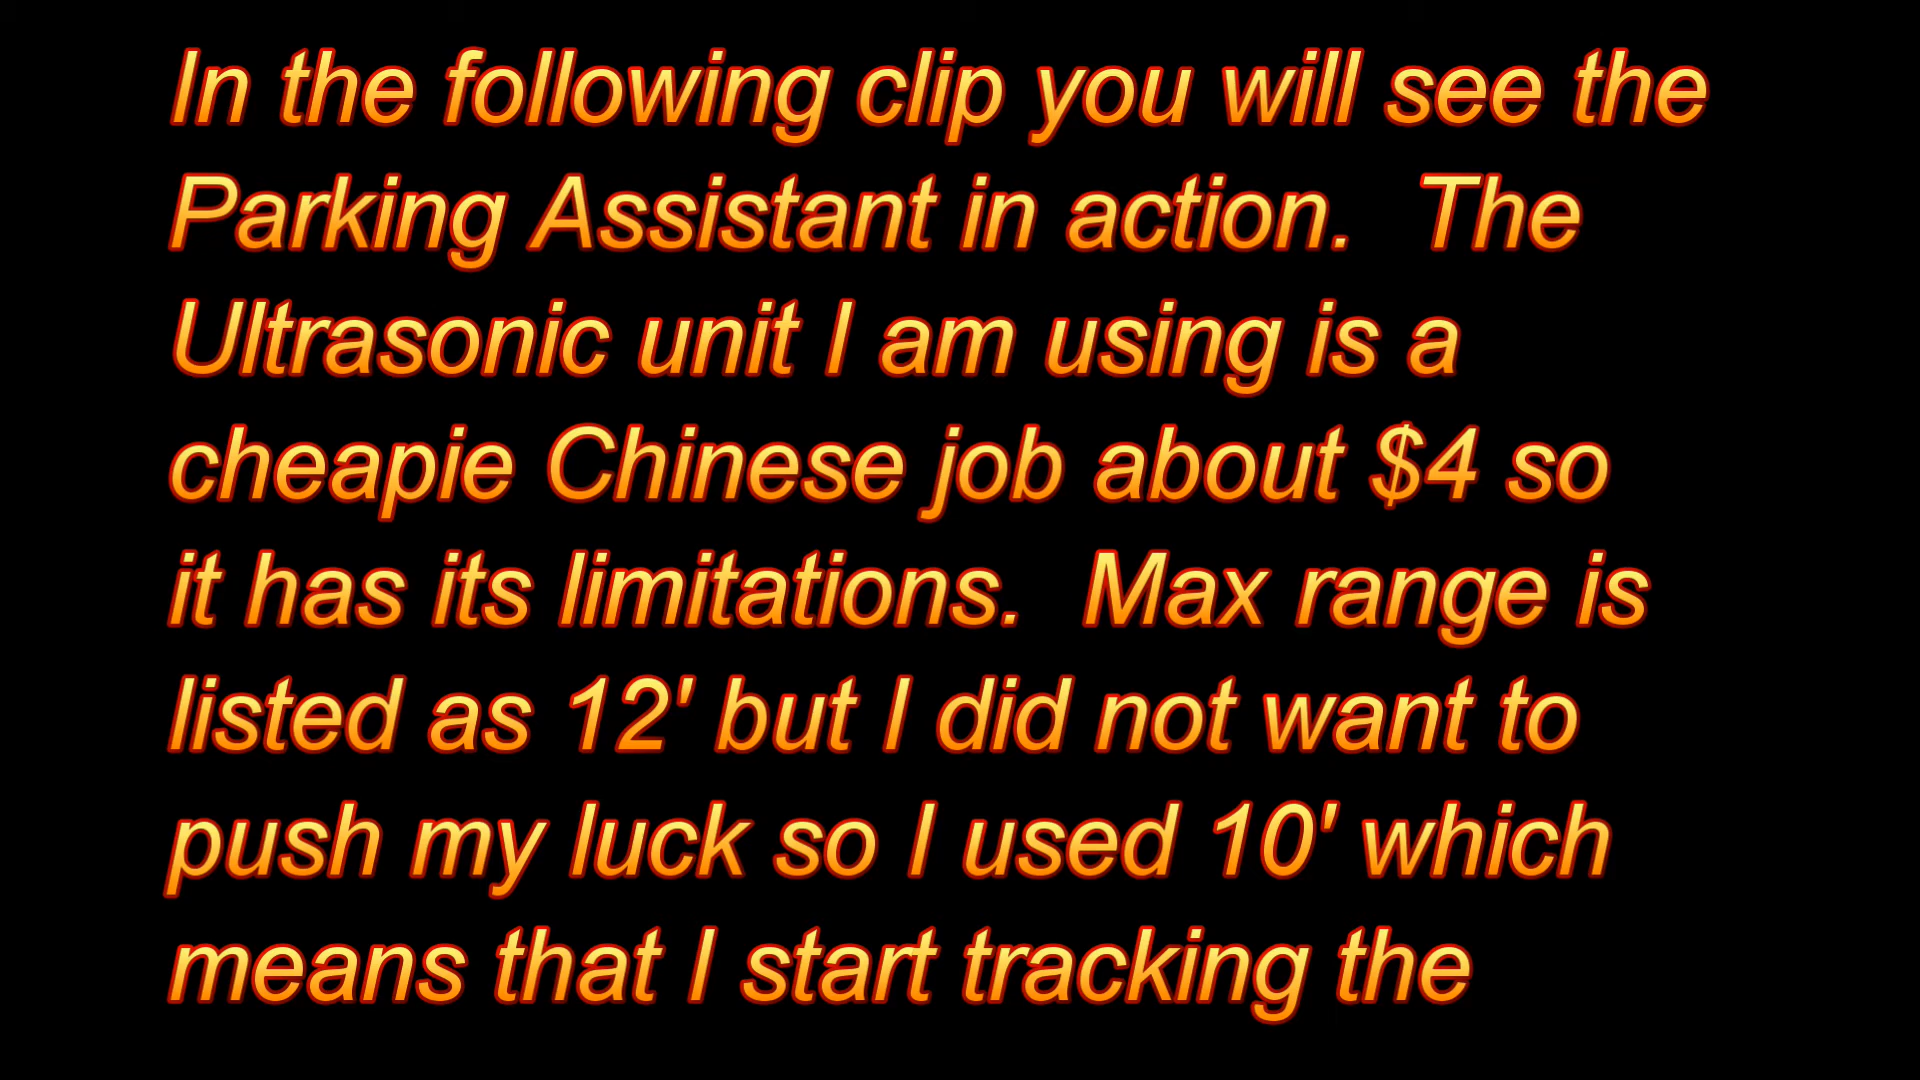 In the following clip you will see the
Parking Assistant in action.  The
Ultrasonic unit I am using is a
cheapie Chinese job about $4 so
it has its limitations.  Max range is
listed as 12' but I did not want to
push my luck so I used 10' which
means that I start tracking the